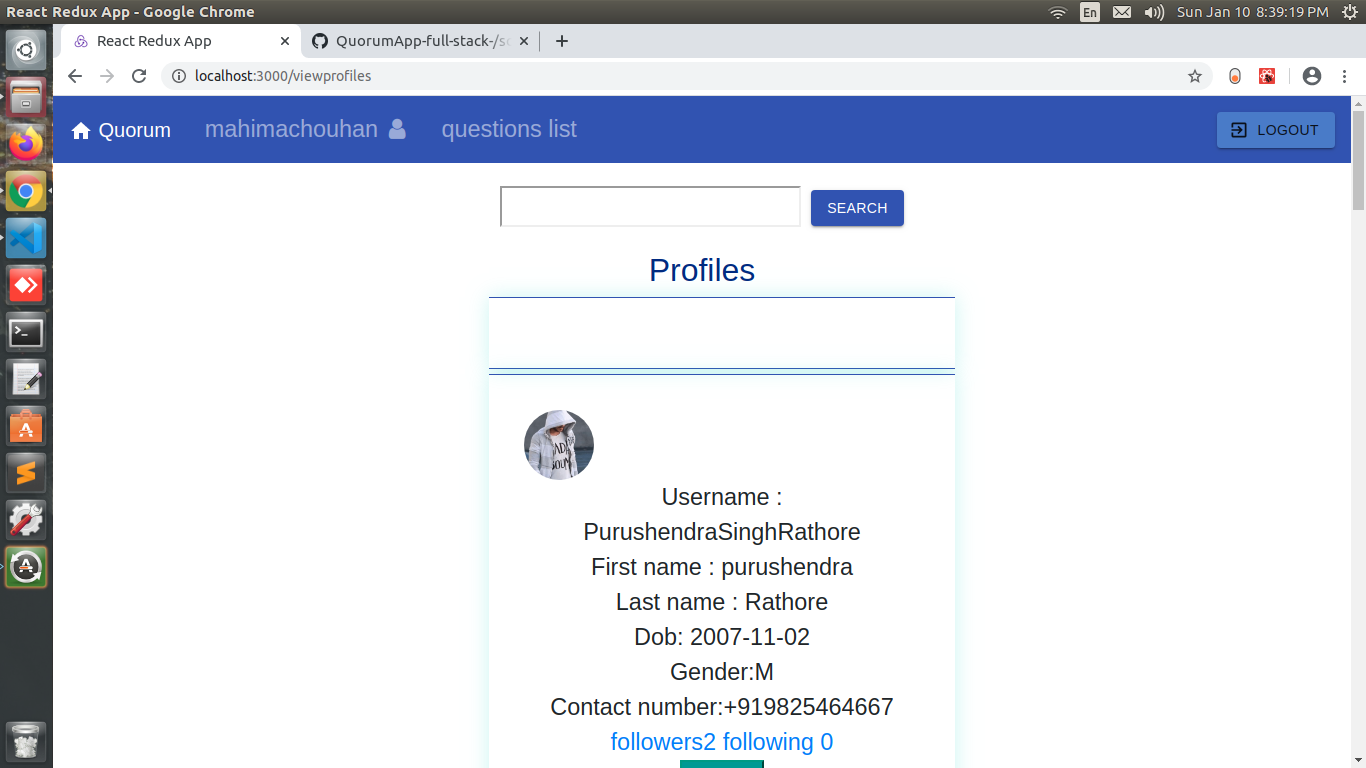 React Redux App - Google Chrome
En
Sun Jan 10 8:39:19 PM
React Redux App
QuorumApp-full-stack-/s
localhost:3000/viewprofiles
Quorum
mahimachouhan
questions list
LOGOUT
SEARCH
Profiles
Username :
PurushendraSinghRathore
First name : purushendra
Last name : Rathore
Dob: 2007-11-02
Gender:M
Contact number:+919825464667
followers2 following 0